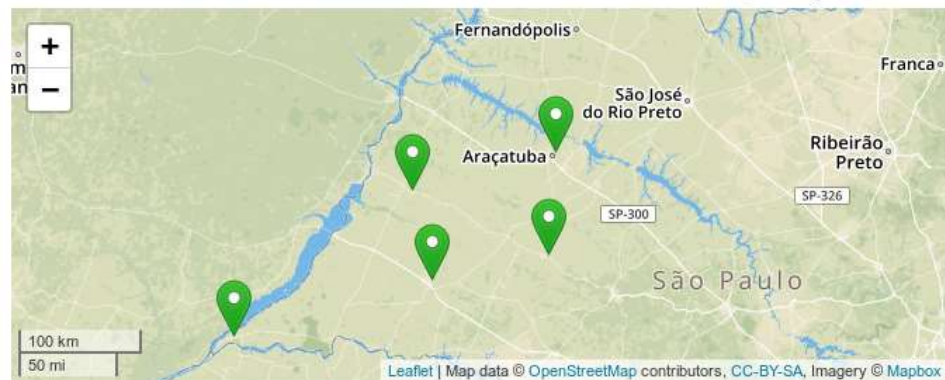 +
−
m
an
Fernandópolis
Franca
São José
do Rio Preto
Araçatuba
Ribeirão
Preto
SP-326
SP-300
São Paulo
100 km
50 mi
Leaflet | Map data © OpenStreetMap contributors, CC-BY-SA, Imagery © Mapbox